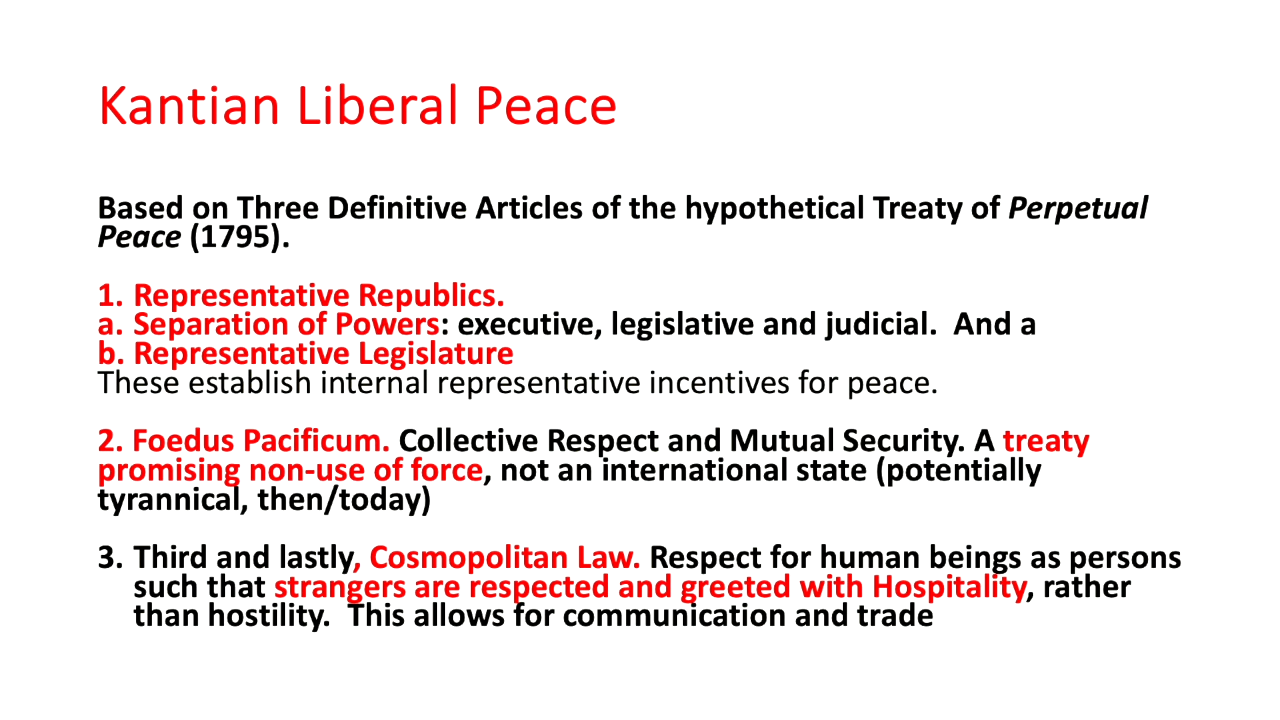 Kantian Liberal Peace
Based on Three Definitive Articles of the hypothetical Treaty of Perpetual
Peace (1795).
1. Representative Republics.
a. Separation of Powers: executive, legislative and judicial.  And a
b. Representative Legislature
These establish internal representative incentives for peace.
2. Foedus Pacificum. Collective Respect and Mutual Security. A treaty
promising non-use of force, not an international state (potentially
tyrannical, then/today)
3. Third and lastly, Cosmopolitan Law. Respect for human beings as persons
such that strangers are respected and greeted with Hospitality, rather
than hostility.  This allows for communication and trade